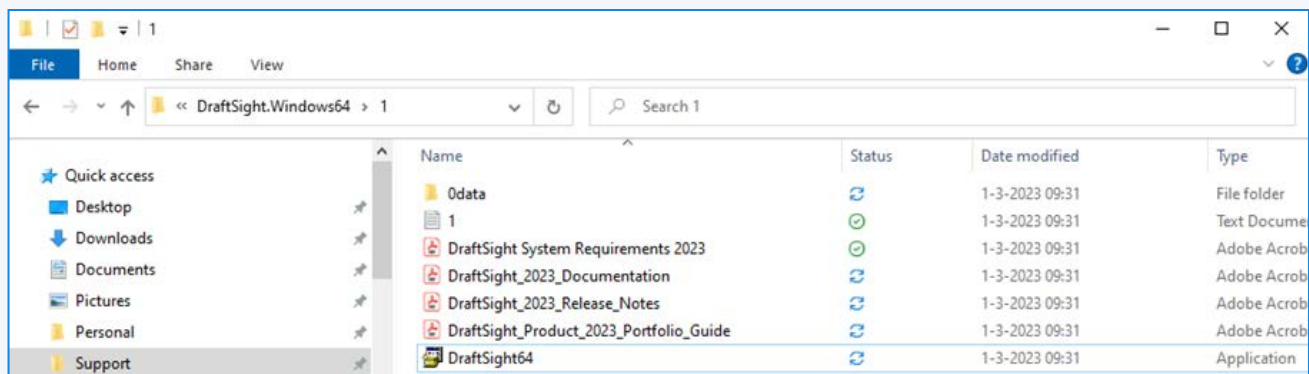 1
File Home Share View
« DraftSight.Windows64 › 1 Search 1
Name Status Date modified Type
Quick access
0data 1-3-2023 09:31 File folder
Desktop
1 1-3-2023 09:31 Text Docume
Downloads
DraftSight System Requirements 2023 1-3-2023 09:31 Adobe Acrob
Documents
DraftSight_2023_Documentation 1-3-2023 09:31 Adobe Acrob
Pictures
DraftSight_2023_Release_Notes 1-3-2023 09:31 Adobe Acrob
Personal
DraftSight_Product_2023_Portfolio_Guide 1-3-2023 09:31 Adobe Acrob
Support
DraftSight64 1-3-2023 09:31 Application